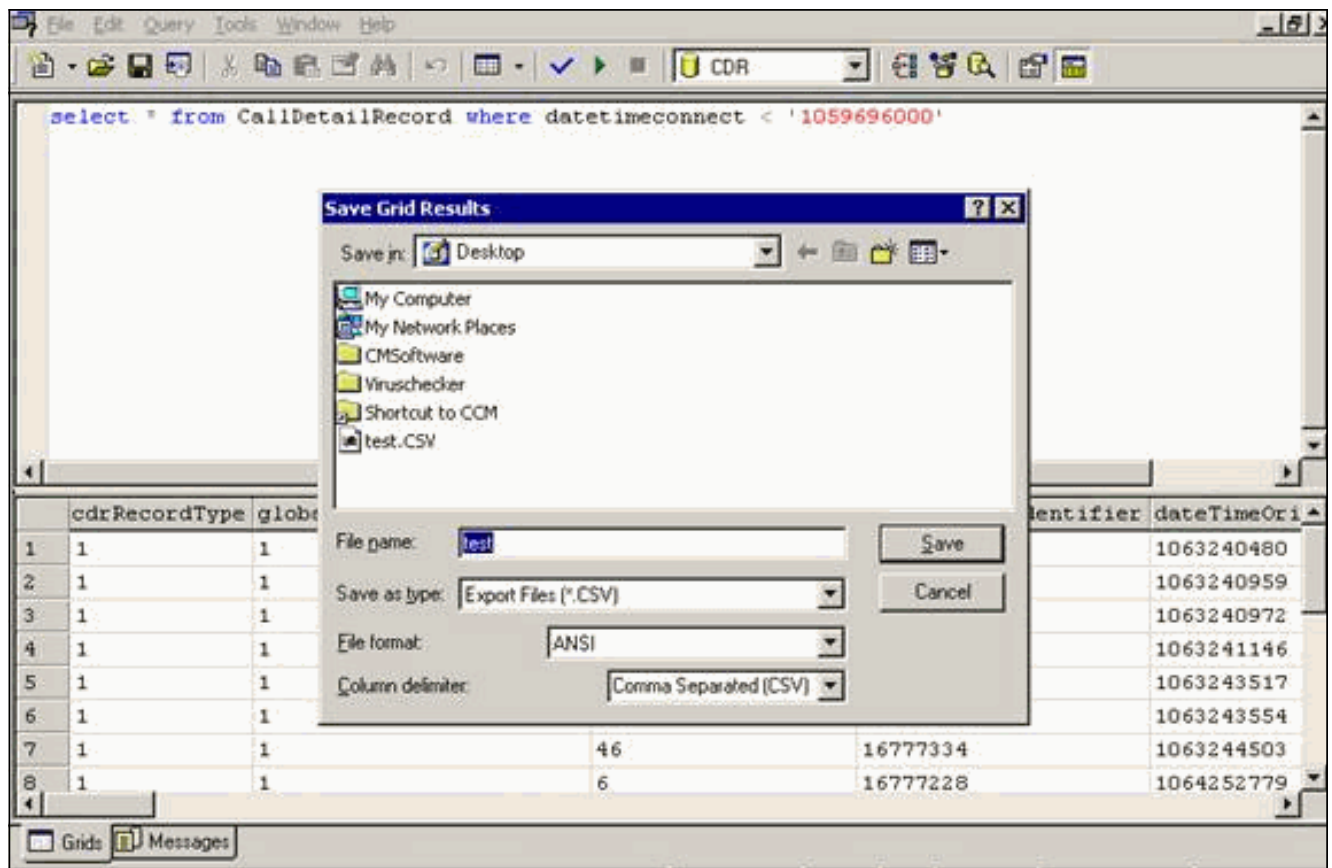 File Edit Query Tools Window Help
CDR
select * from CallDetailRecord where datetimeconnect < '1059696000'
Save Grid Results
Save in: Desktop
My Computer
My Network Places
CMSoftware
Viruschecker
Shortcut to CCM
test.CSV
File name: test Save
Save as type: Export Files (*.CSV) Cancel
File format: ANSI
Column delimiter: Comma Separated (CSV)
cdrRecordType globa dentifier dateTimeOri
1 1 1 1063240480
2 1 1 1063240959
3 1 1 1063240972
4 1 1 1063241146
5 1 1 1063243517
6 1 1 1063243554
7 1 1 46 16777334 1063244503
8 1 1 6 16777228 1064252779
Grids Messages